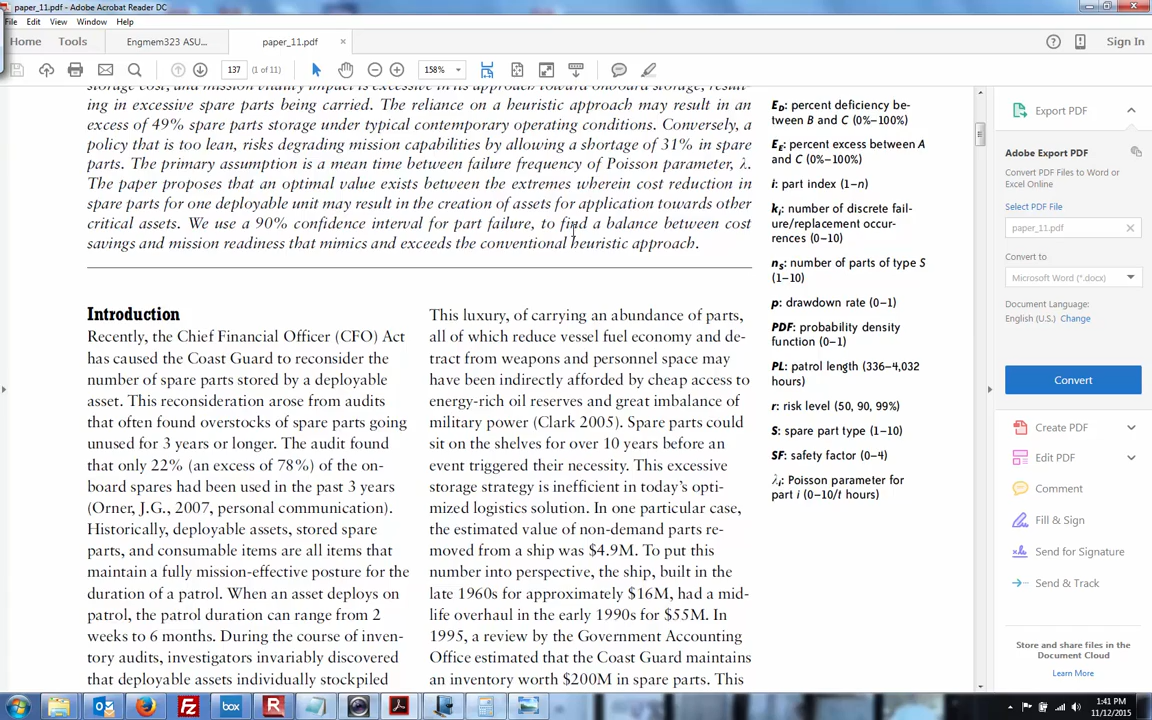 paper_11.pdf - Adobe Acrobat Reader DC
File Edit View Window Help
Home Tools Engmem323 ASU... paper_11.pdf × Sign In
137 (1 of 11) 158%
storage cost, and mission vitality impact is excessive in its approach toward onboard storage, result-
ing in excessive spare parts being carried. The reliance on a heuristic approach may result in an
excess of 49% spare parts storage under typical contemporary operating conditions. Conversely, a
policy that is too lean, risks degrading mission capabilities by allowing a shortage of 31% in spare
parts. The primary assumption is a mean time between failure frequency of Poisson parameter, λ.
The paper proposes that an optimal value exists between the extremes wherein cost reduction in
spare parts for one deployable unit may result in the creation of assets for application towards other
critical assets. We use a 90% confidence interval for part failure, to find a balance between cost
savings and mission readiness that mimics and exceeds the conventional heuristic approach.
Introduction
Recently, the Chief Financial Officer (CFO) Act
has caused the Coast Guard to reconsider the
number of spare parts stored by a deployable
asset. This reconsideration arose from audits
that often found overstocks of spare parts going
unused for 3 years or longer. The audit found
that only 22% (an excess of 78%) of the on-
board spares had been used in the past 3 years
(Orner, J.G., 2007, personal communication).
Historically, deployable assets, stored spare
parts, and consumable items are all items that
maintain a fully mission-effective posture for the
duration of a patrol. When an asset deploys on
patrol, the patrol duration can range from 2
weeks to 6 months. During the course of inven-
tory audits, investigators invariably discovered
that deployable assets individually stockpiled
This luxury, of carrying an abundance of parts,
all of which reduce vessel fuel economy and de-
tract from weapons and personnel space may
have been indirectly afforded by cheap access to
energy-rich oil reserves and great imbalance of
military power (Clark 2005). Spare parts could
sit on the shelves for over 10 years before an
event triggered their necessity. This excessive
storage strategy is inefficient in today's opti-
mized logistics solution. In one particular case,
the estimated value of non-demand parts re-
moved from a ship was $4.9M. To put this
number into perspective, the ship, built in the
late 1960s for approximately $16M, had a mid-
life overhaul in the early 1990s for $55M. In
1995, a review by the Government Accounting
Office estimated that the Coast Guard maintains
an inventory worth $200M in spare parts. This
E_D: percent deficiency be-
tween B and C (0%–100%)
E_E: percent excess between A
and C (0%–100%)
i: part index (1–n)
k_i: number of discrete fail-
ure/replacement occur-
rences (0–10)
n_S: number of parts of type S
(1–10)
p: drawdown rate (0–1)
PDF: probability density
function (0–1)
PL: patrol length (336–4,032
hours)
r: risk level (50, 90, 99%)
S: spare part type (1–10)
SF: safety factor (0–4)
λ_i: Poisson parameter for
part i (0–10/t hours)
Export PDF
Adobe Export PDF
Convert PDF Files to Word or
Excel Online
Select PDF File
paper_11.pdf
Convert to
Microsoft Word (*.docx)
Document Language:
English (U.S.) Change
Convert
Create PDF
Edit PDF
Comment
Fill & Sign
Send for Signature
Send & Track
Store and share files in the
Document Cloud
Learn More
box
1:41 PM
11/12/2015